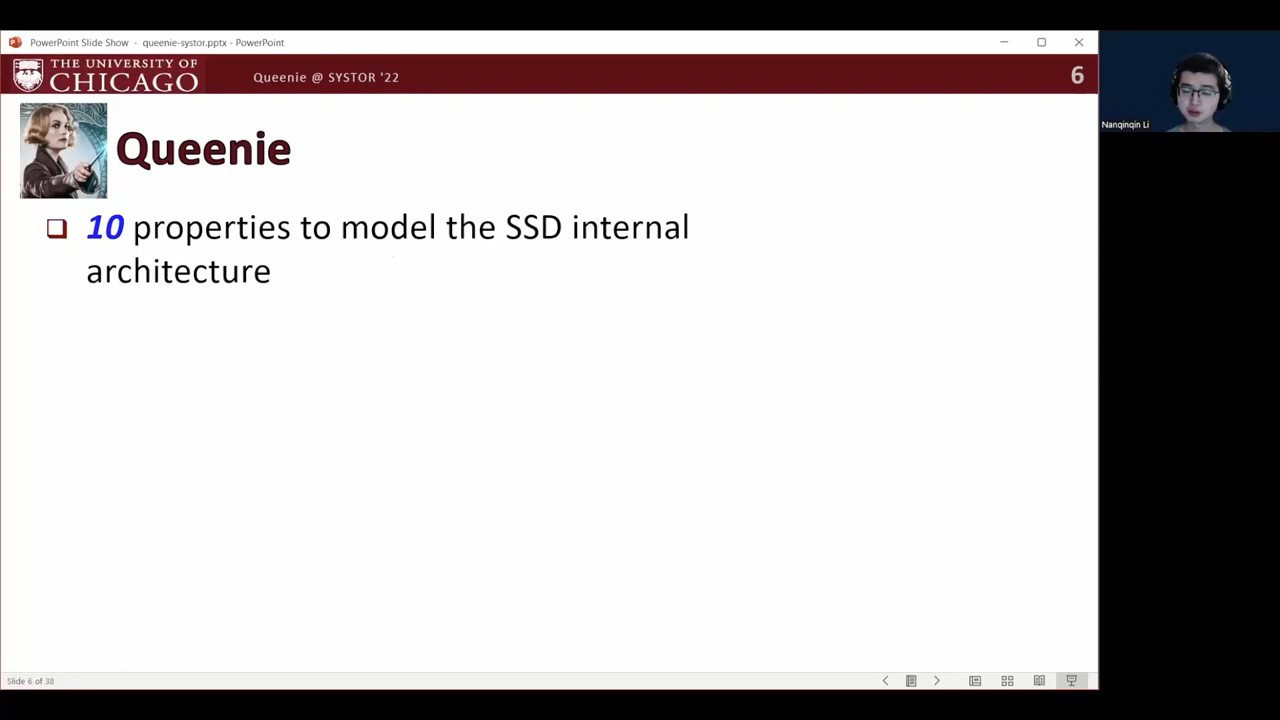 PowerPoint Slide Show - queenie-systor.pptx - PowerPoint
THE UNIVERSITY OF
CHICAGO
Queenie @ SYSTOR '22
6
Nanqinqin Li
Queenie
10 properties to model the SSD internal
architecture
Slide 6 of 38